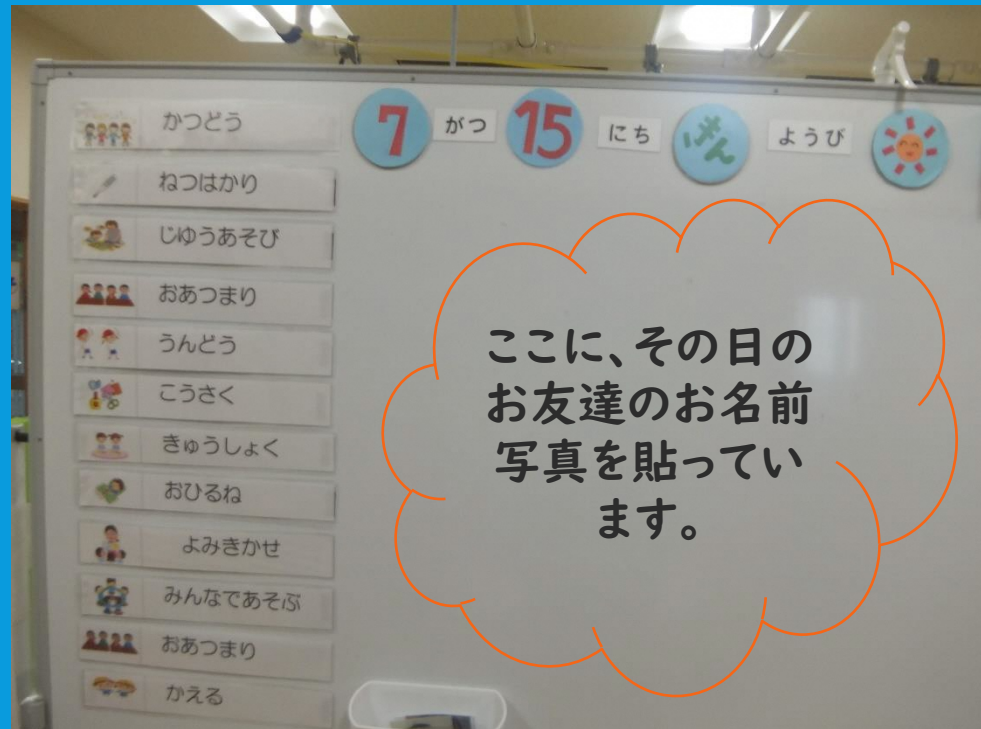 7 がつ 15 にち きん ようび
かつどう
ねつはかり
じゆうあそび
おあつまり
うんどう
こうさく
きゅうしょく
おひるね
よみきかせ
みんなであそぶ
おあつまり
かえる
ここに、その日の
お友達のお名前
写真を貼ってい
ます。